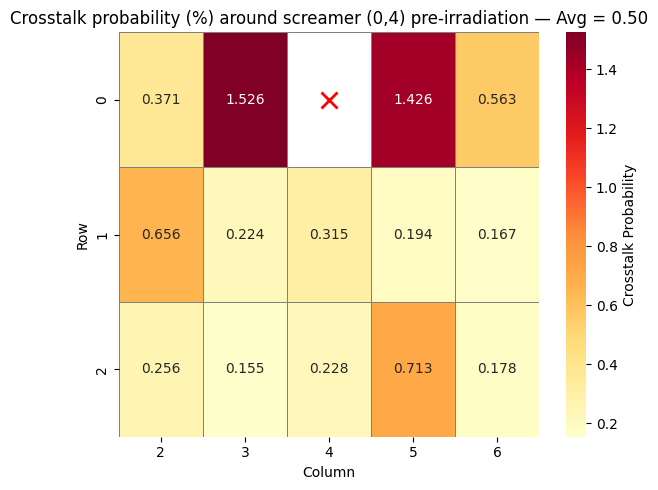 Crosstalk probability (%) around screamer (0,4) pre-irradiation — Avg = 0.50
0.371 1.526 1.426 0.563
0.656 0.224 0.315 0.194 0.167
0.256 0.155 0.228 0.713 0.178
0
1
2
Row
2 3 4 5 6
Column
1.4
1.2
1.0
0.8
0.6
0.4
0.2
Crosstalk Probability